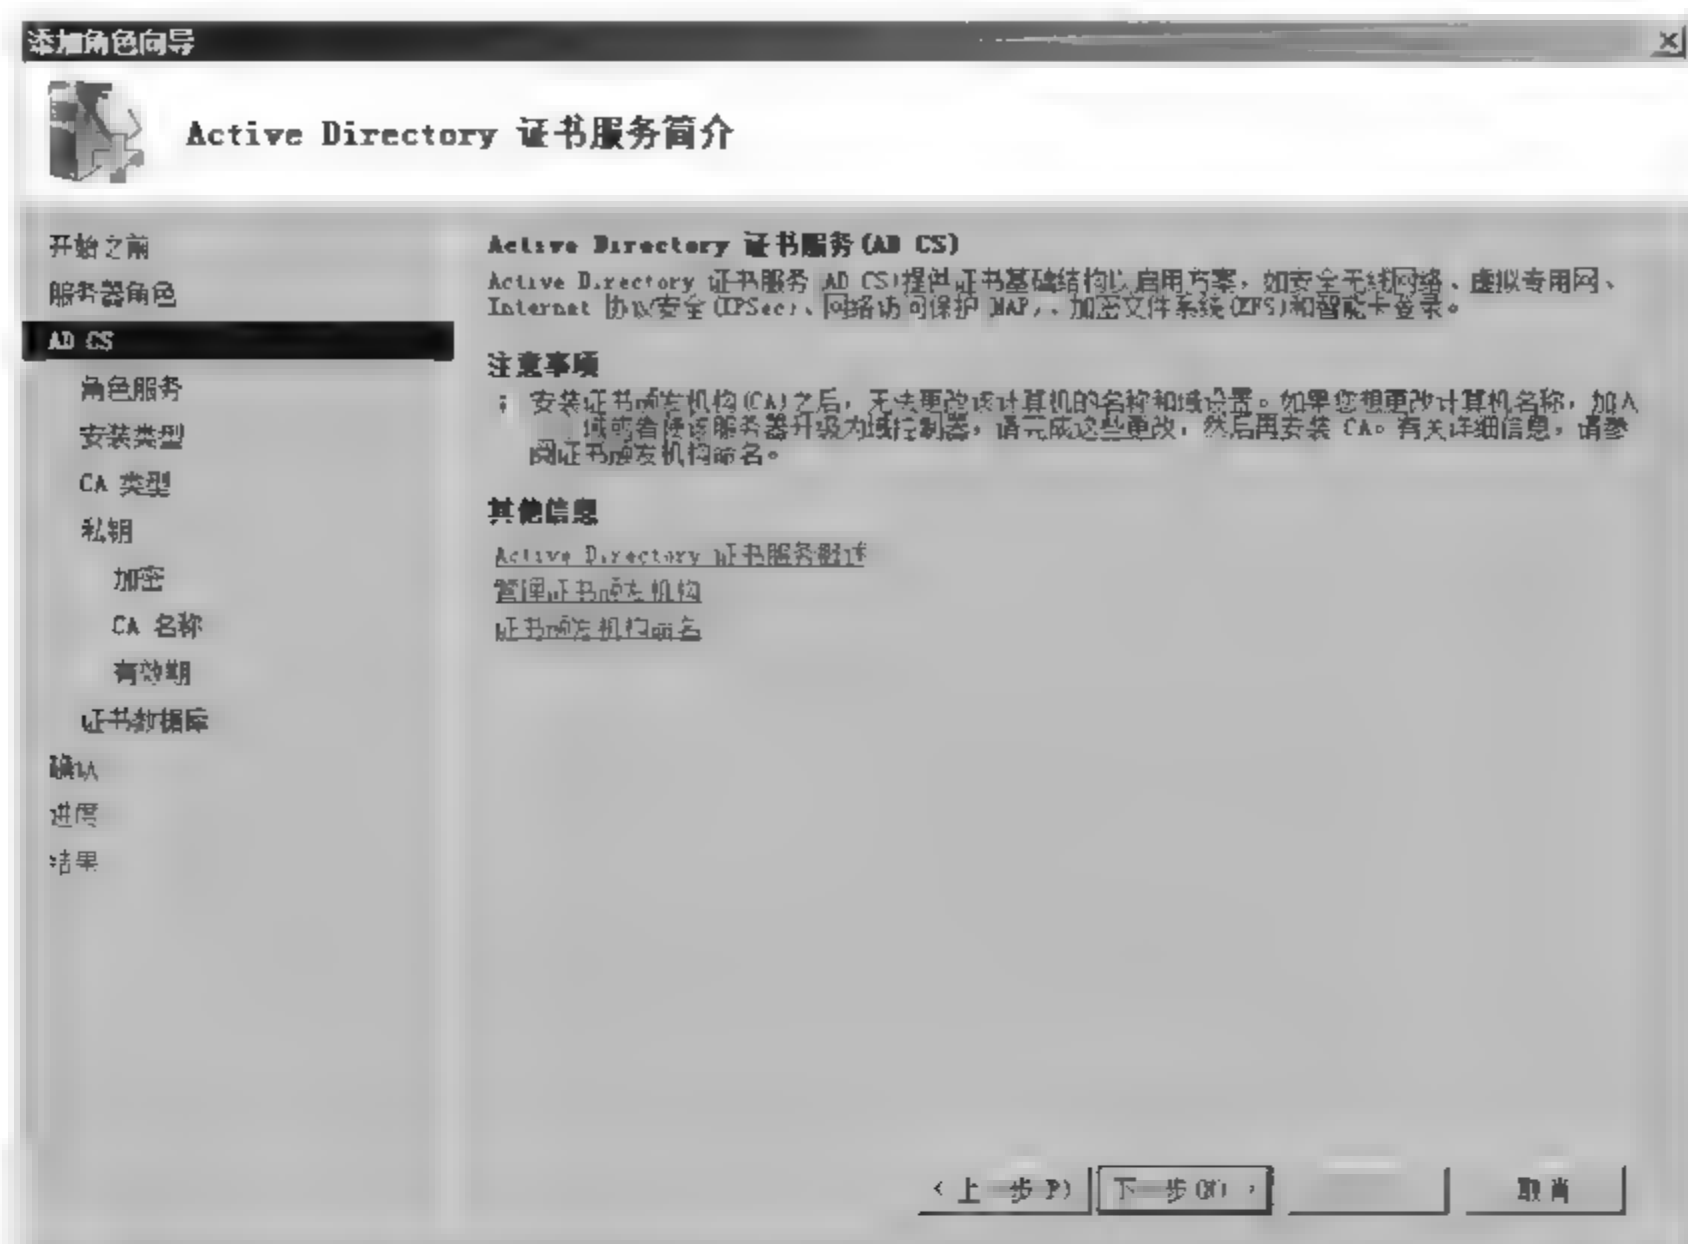 添加角色向导
Active Directory 证书服务简介
开始之前
服务器角色
AD CS
角色服务
安装类型
CA 类型
私钥
加密
CA 名称
有效期
证书数据库
确认
进度
结果
Active Directory 证书服务(AD CS)
Active Directory 证书服务(AD CS)提供证书基础结构以启用方案，如安全无线网络、虚拟专用网、
Internet 协议安全(IPSec)、网络访问保护(NAP)、加密文件系统(EFS)和智能卡登录。
注意事项
安装证书颁发机构(CA)之后，无法更改该计算机的名称和域设置。如果您想更改计算机名称，加入
域或者将该服务器升级为域控制器，请完成这些更改，然后再安装 CA。有关详细信息，请参
阅证书颁发机构命名。
其他信息
Active Directory 证书服务概述
管理证书颁发机构
证书颁发机构命名
< 上一步(P)
下一步(N) >
取消